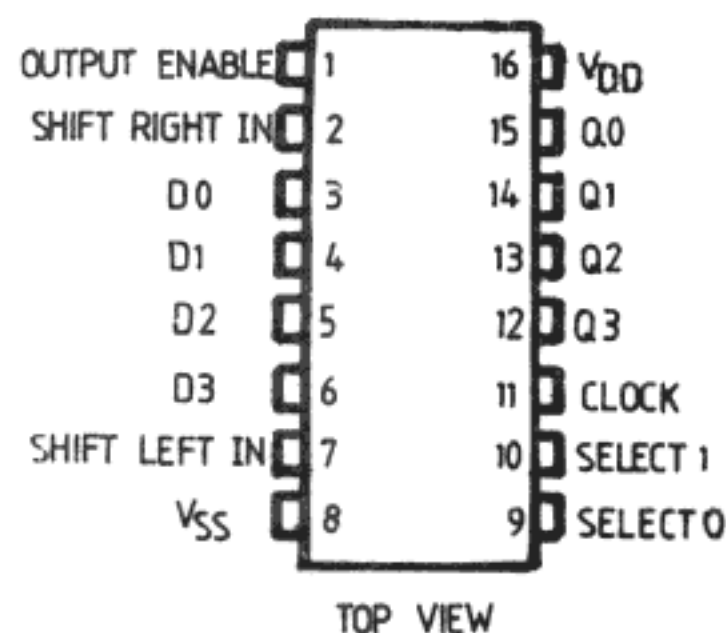 OUTPUT ENABLE 1 16 VDD
SHIFT RIGHT IN 2 15 Q0
D0 3 14 Q1
D1 4 13 Q2
D2 5 12 Q3
D3 6 11 CLOCK
SHIFT LEFT IN 7 10 SELECT 1
VSS 8 9 SELECT 0
TOP VIEW